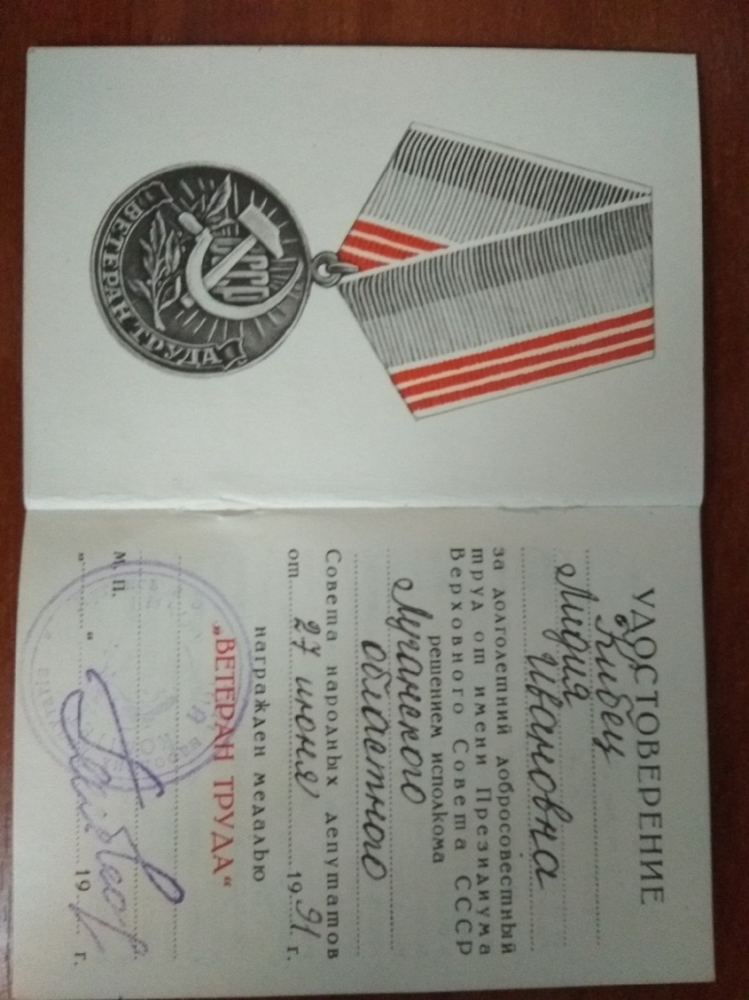 ВЕТЕРАН ТРУДА
СССР
УДОСТОВЕРЕНИЕ
Кибец
Лидия
Ивановна
за долголетний добросовестный
труд от имени Президиума
Верховного Совета СССР
решением исполкома
Луганского
областного
Совета народных депутатов
от 27 июня 1991 г.
награжден медалью
„ВЕТЕРАН ТРУДА“
М. П.
„ “ 19 г.